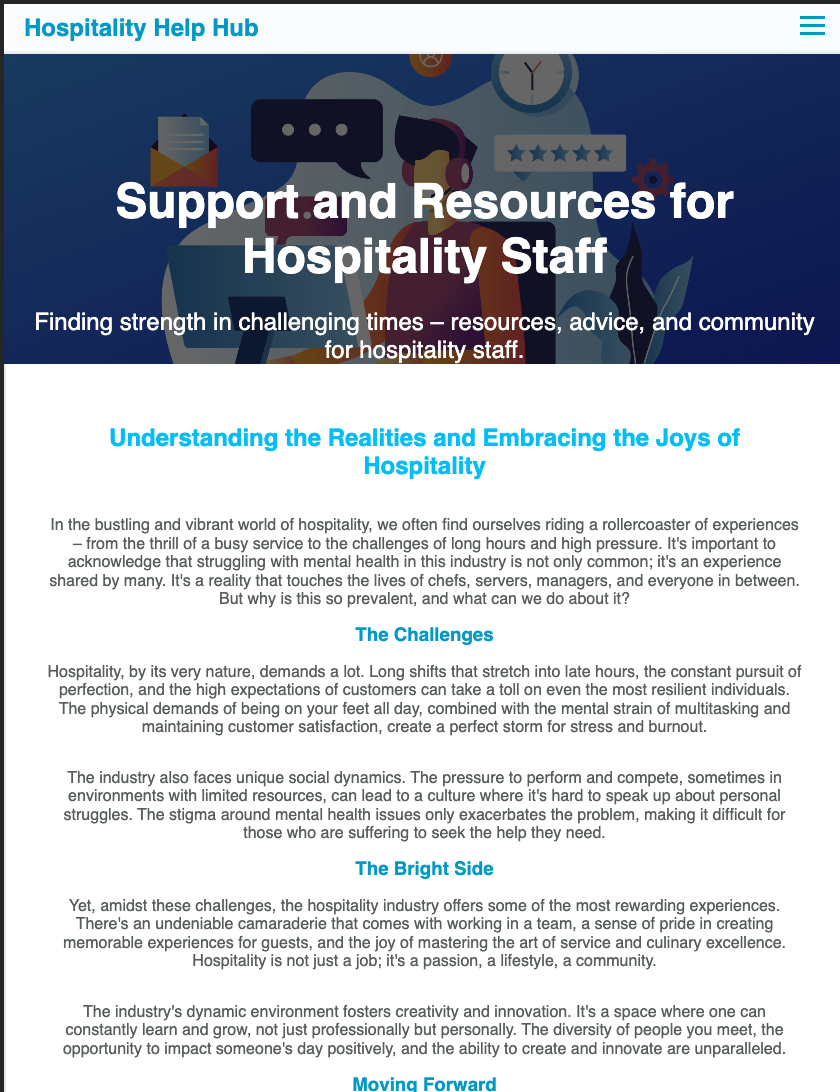 Hospitality Help Hub
Support and Resources for
Hospitality Staff
Finding strength in challenging times – resources, advice, and community
for hospitality staff.
Understanding the Realities and Embracing the Joys of
Hospitality
In the bustling and vibrant world of hospitality, we often find ourselves riding a rollercoaster of experiences
– from the thrill of a busy service to the challenges of long hours and high pressure. It's important to
acknowledge that struggling with mental health in this industry is not only common; it's an experience
shared by many. It's a reality that touches the lives of chefs, servers, managers, and everyone in between.
But why is this so prevalent, and what can we do about it?
The Challenges
Hospitality, by its very nature, demands a lot. Long shifts that stretch into late hours, the constant pursuit of
perfection, and the high expectations of customers can take a toll on even the most resilient individuals.
The physical demands of being on your feet all day, combined with the mental strain of multitasking and
maintaining customer satisfaction, create a perfect storm for stress and burnout.
The industry also faces unique social dynamics. The pressure to perform and compete, sometimes in
environments with limited resources, can lead to a culture where it's hard to speak up about personal
struggles. The stigma around mental health issues only exacerbates the problem, making it difficult for
those who are suffering to seek the help they need.
The Bright Side
Yet, amidst these challenges, the hospitality industry offers some of the most rewarding experiences.
There's an undeniable camaraderie that comes with working in a team, a sense of pride in creating
memorable experiences for guests, and the joy of mastering the art of service and culinary excellence.
Hospitality is not just a job; it's a passion, a lifestyle, a community.
The industry's dynamic environment fosters creativity and innovation. It's a space where one can
constantly learn and grow, not just professionally but personally. The diversity of people you meet, the
opportunity to impact someone's day positively, and the ability to create and innovate are unparalleled.
Moving Forward